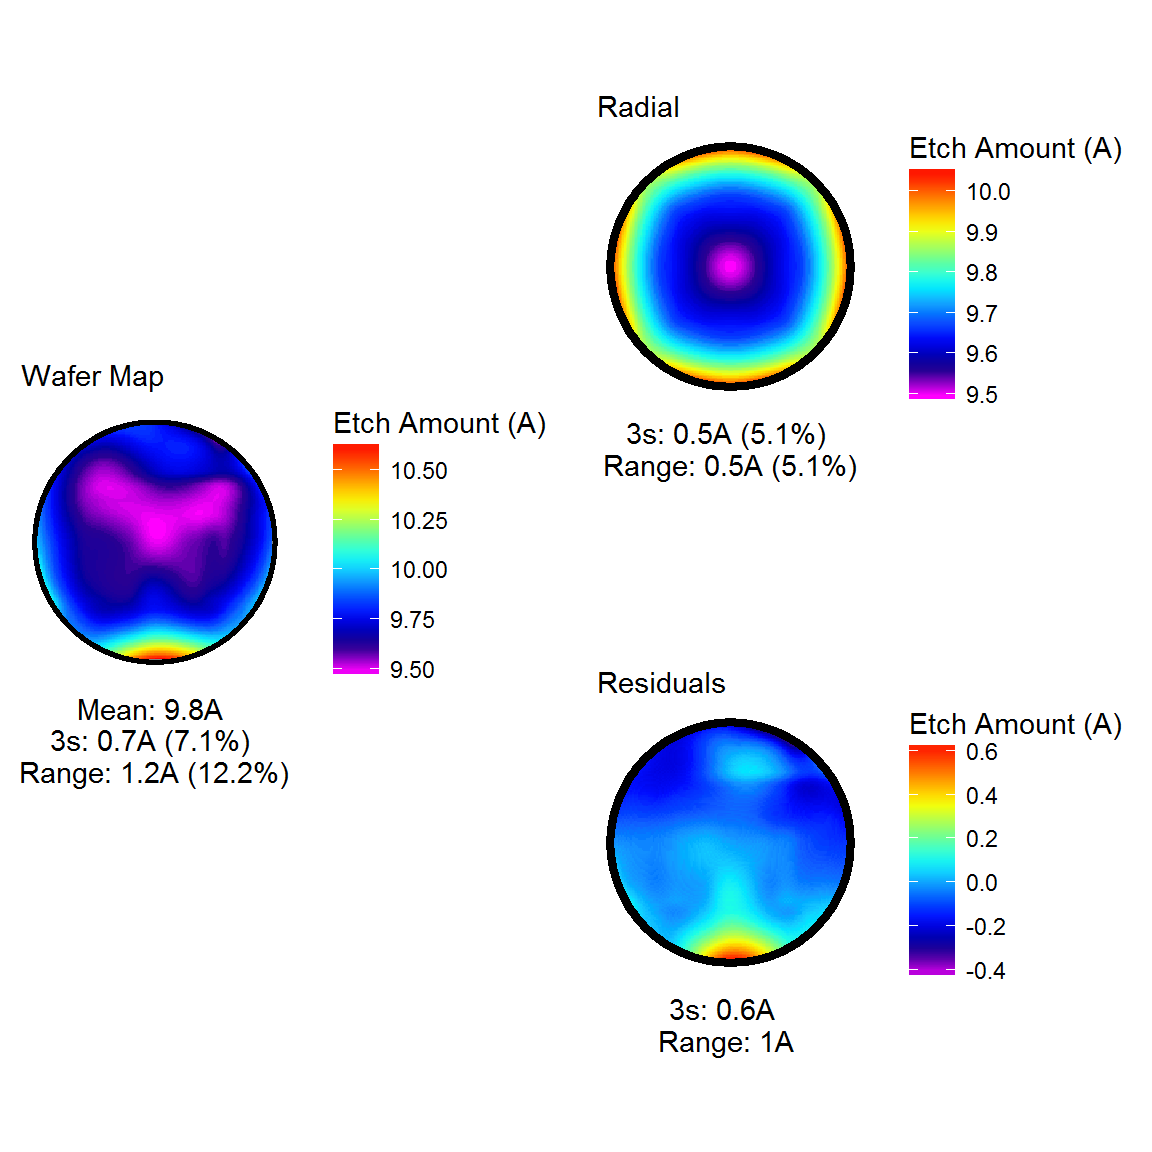 Radial
Etch Amount (A)
10.0
9.9
9.8
9.7
9.6
9.5
3s: 0.5A (5.1%)
Range: 0.5A (5.1%)
Wafer Map
Etch Amount (A)
10.50
10.25
10.00
9.75
9.50
Mean: 9.8A
3s: 0.7A (7.1%)
Range: 1.2A (12.2%)
Residuals
Etch Amount (A)
0.6
0.4
0.2
0.0
-0.2
-0.4
3s: 0.6A
Range: 1A